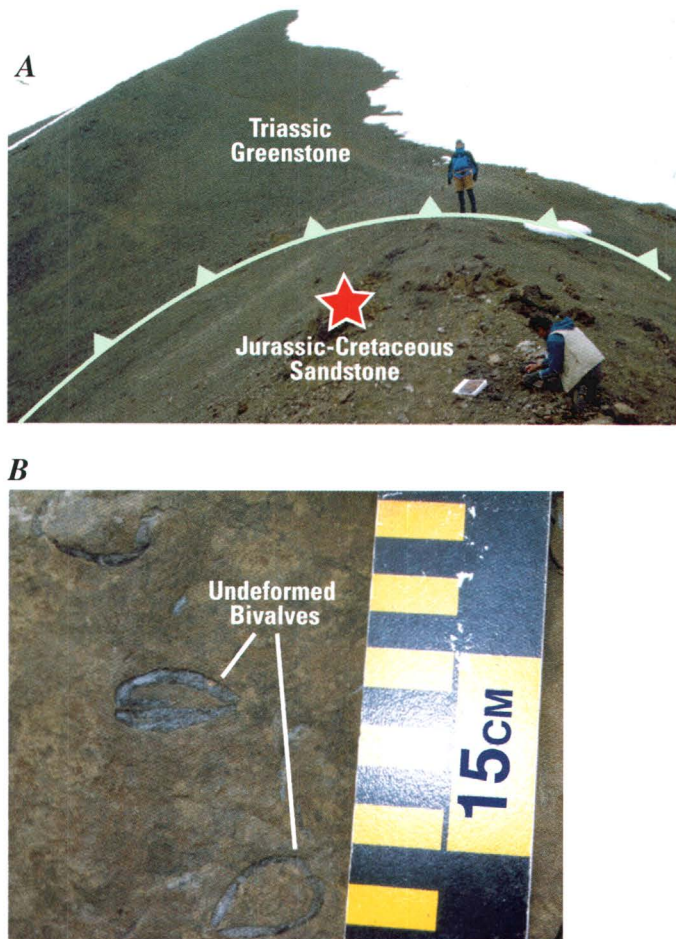 A
Triassic
Greenstone
Jurassic-Cretaceous
Sandstone
B
Undeformed
Bivalves
15CM